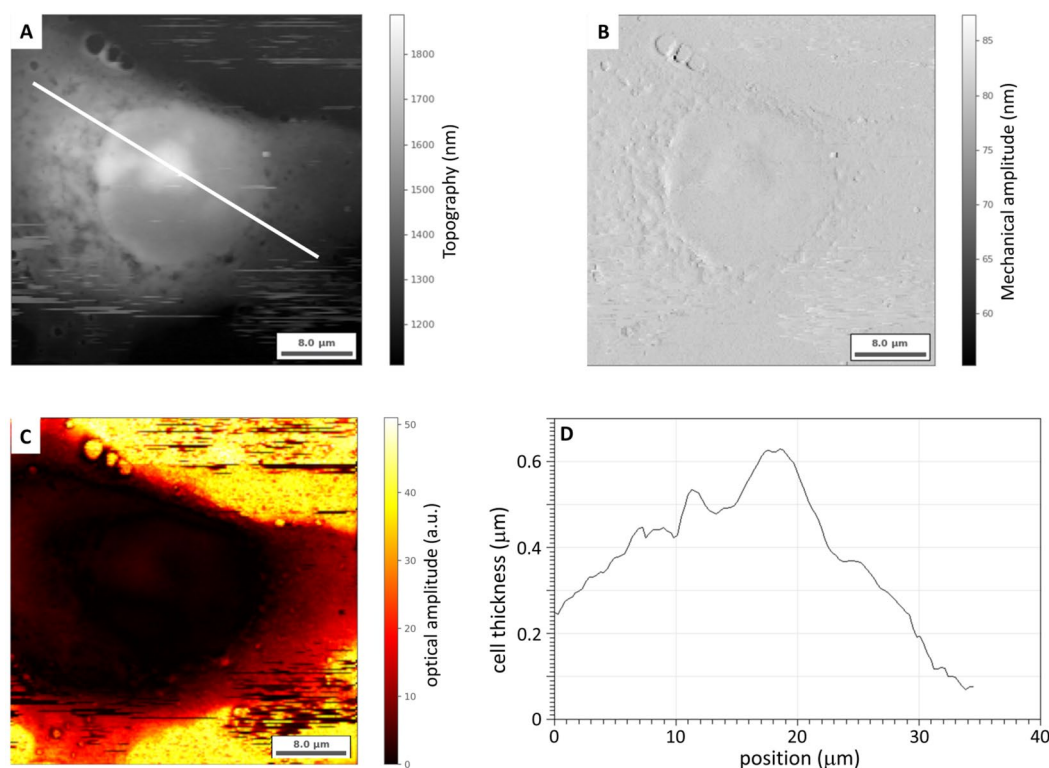 A
1800
1700
1600
1500
1400
1300
1200
Topography (nm)
8.0 µm
B
85
80
75
70
65
60
Mechanical amplitude (nm)
8.0 µm
C
50
40
30
20
10
0
optical amplitude (a.u.)
8.0 µm
D
0.6
0.4
0.2
0
cell thickness (µm)
0 10 20 30 40
position (µm)